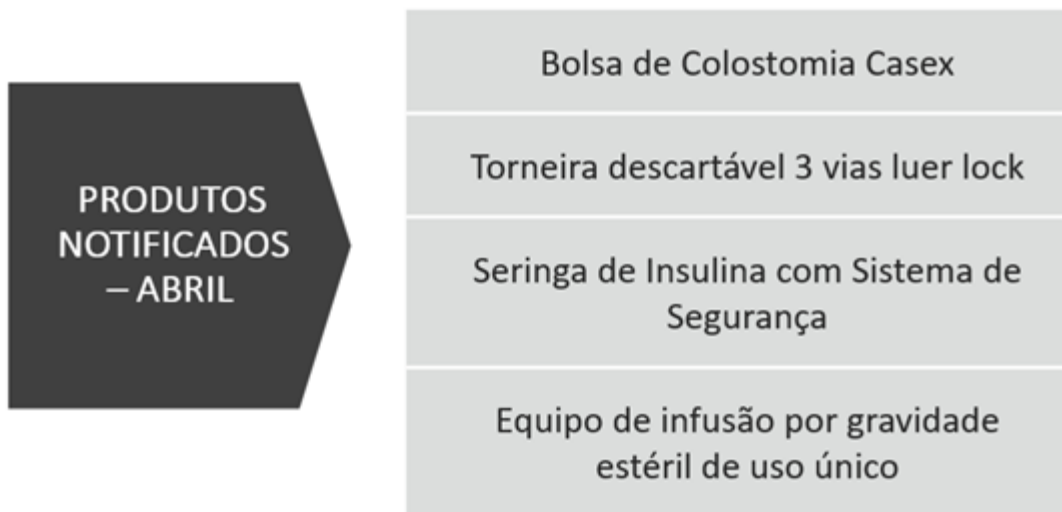 PRODUTOS
NOTIFICADOS
– ABRIL
Bolsa de Colostomia Casex
Torneira descartável 3 vias luer lock
Seringa de Insulina com Sistema de
Segurança
Equipo de infusão por gravidade
estéril de uso único